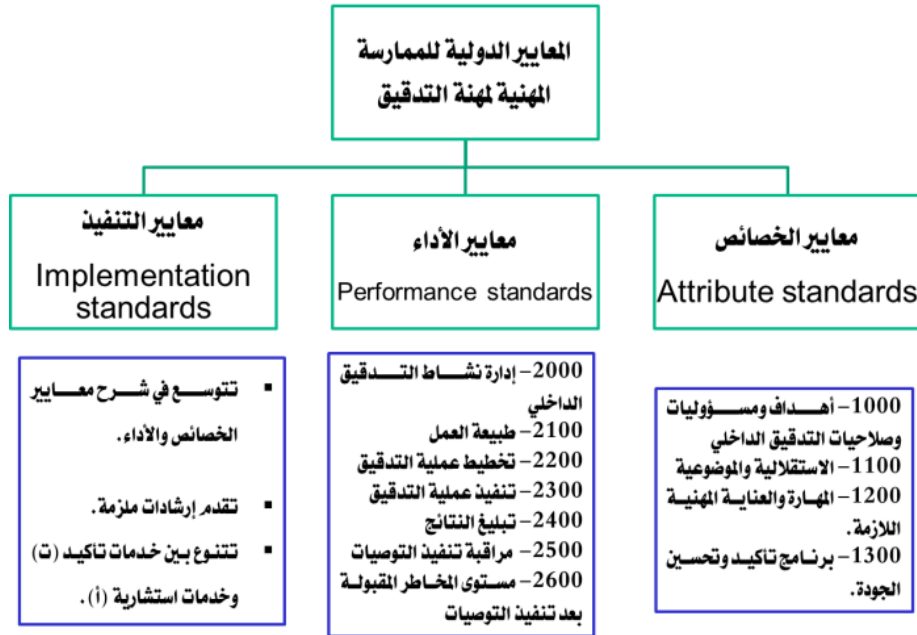 المعايير الدولية للممارسة
المهنية لمهنة التدقيق
معايير الخصائص
Attribute standards
1000– أهداف ومسؤوليات
وصلاحيات التدقيق الداخلي
1100– الاستقلالية والموضوعية
1200– المهارة والعناية المهنية
اللازمة.
1300– برنامج تأكيد وتحسين
الجودة.
معايير الأداء
Performance standards
2000– إدارة نشاط التدقيق
الداخلي
2100– طبيعة العمل
2200– تخطيط عملية التدقيق
2300– تنفيذ عملية التدقيق
2400– تبليغ النتائج
2500– مراقبة تنفيذ التوصيات
2600– مستوى المخاطر المقبولة
بعد تنفيذ التوصيات
معايير التنفيذ
Implementation
standards
▪ تتوسع في شرح معايير
الخصائص والأداء.
▪ تقدم إرشادات ملزمة.
▪ تتنوع بين خدمات تأكيد (ت)
وخدمات استشارية (أ).